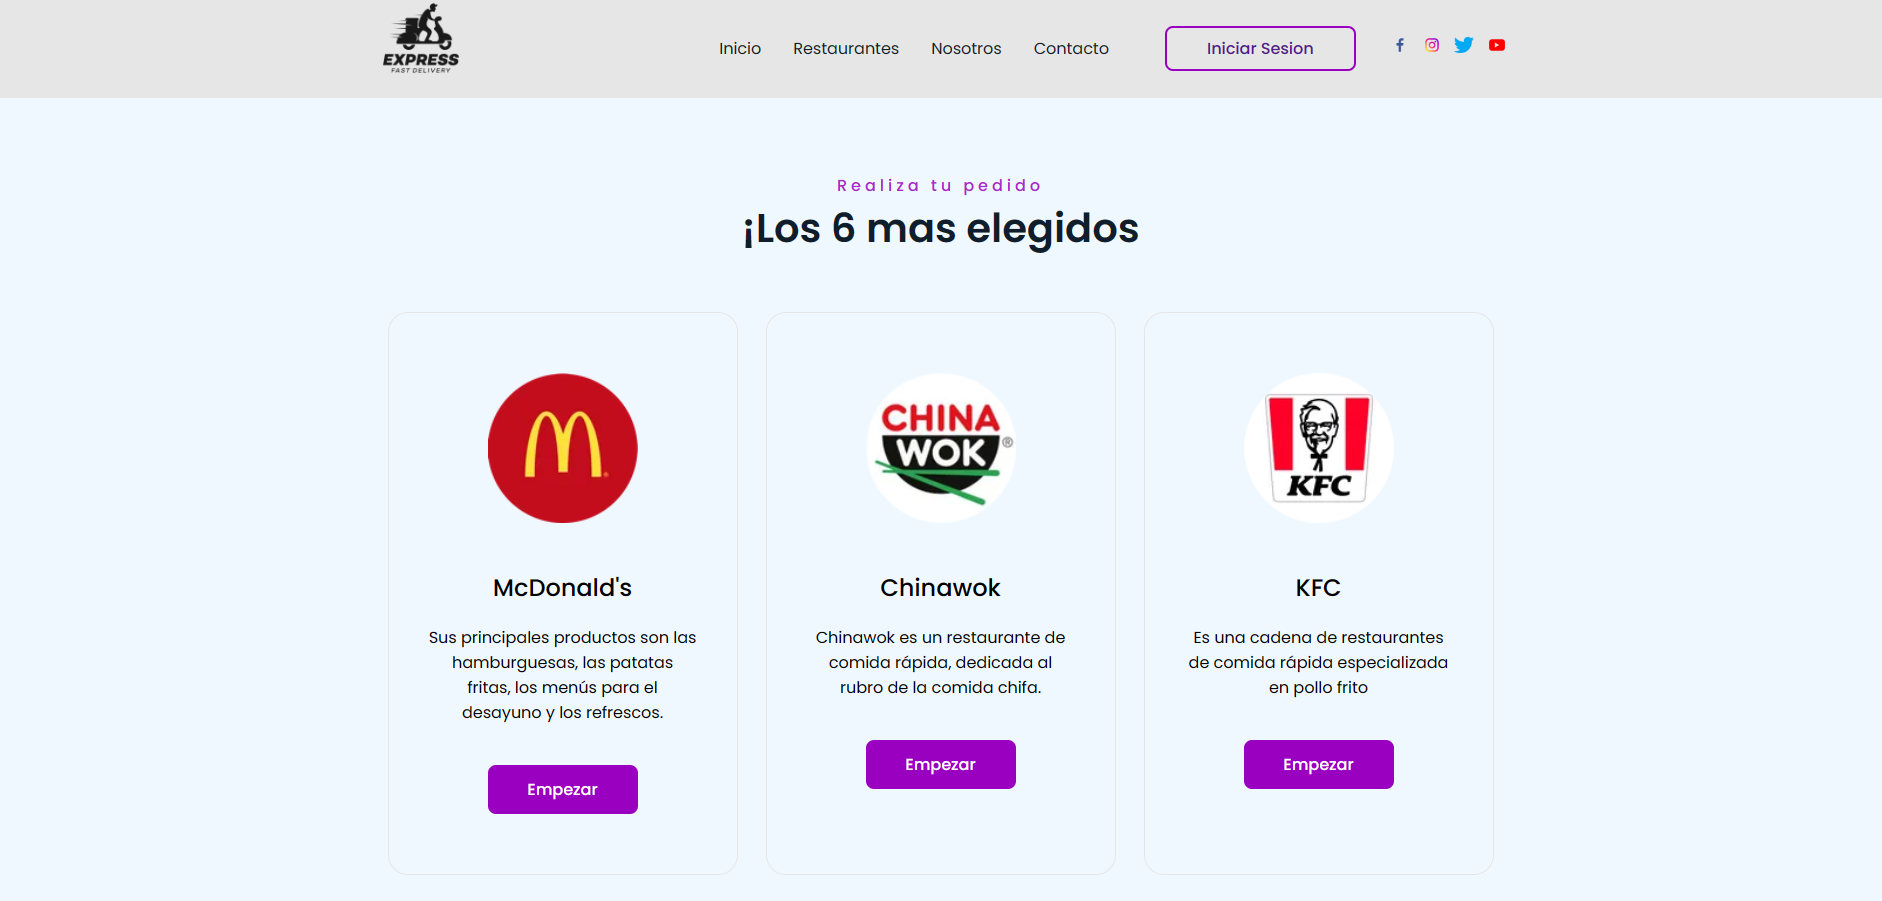 EXPRESS
FAST DELIVERY
Inicio Restaurantes Nosotros Contacto Iniciar Sesion
Realiza tu pedido
¡Los 6 mas elegidos
CHINA
WOK ®
KFC
McDonald's
Sus principales productos son las
hamburguesas, las patatas
fritas, los menús para el
desayuno y los refrescos.
Empezar
Chinawok
Chinawok es un restaurante de
comida rápida, dedicada al
rubro de la comida chifa.
Empezar
KFC
Es una cadena de restaurantes
de comida rápida especializada
en pollo frito
Empezar